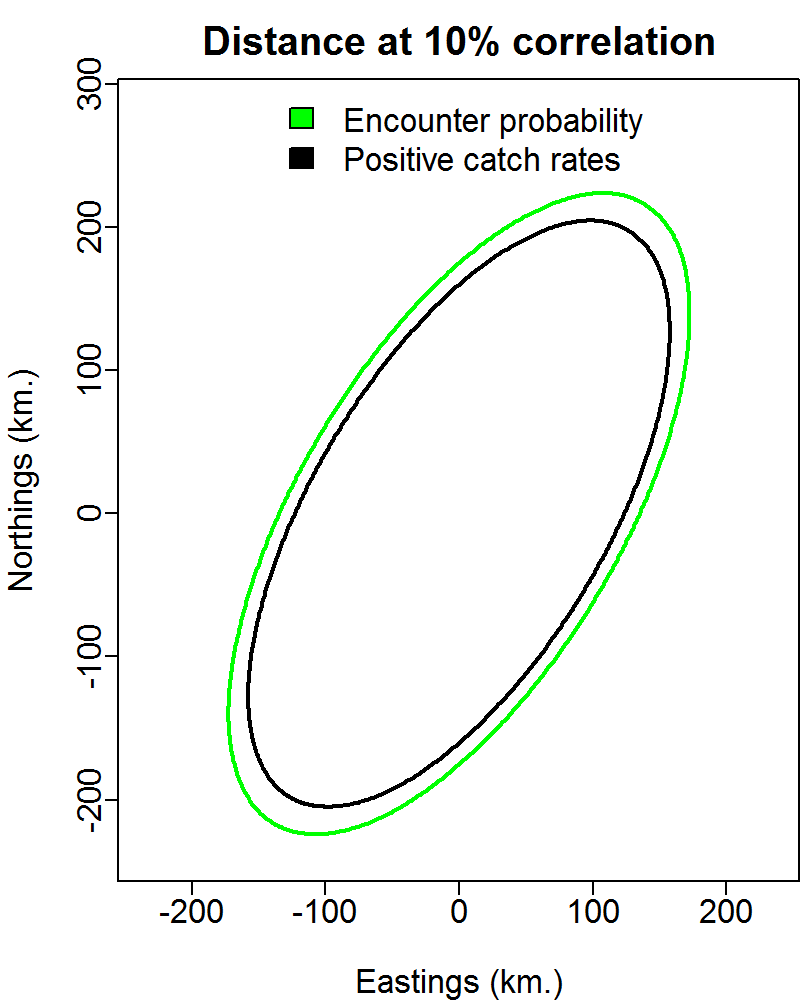 Distance at 10% correlation
Encounter probability
Positive catch rates
300
200
100
0
-100
-200
Northings (km.)
-200 -100 0 100 200
Eastings (km.)